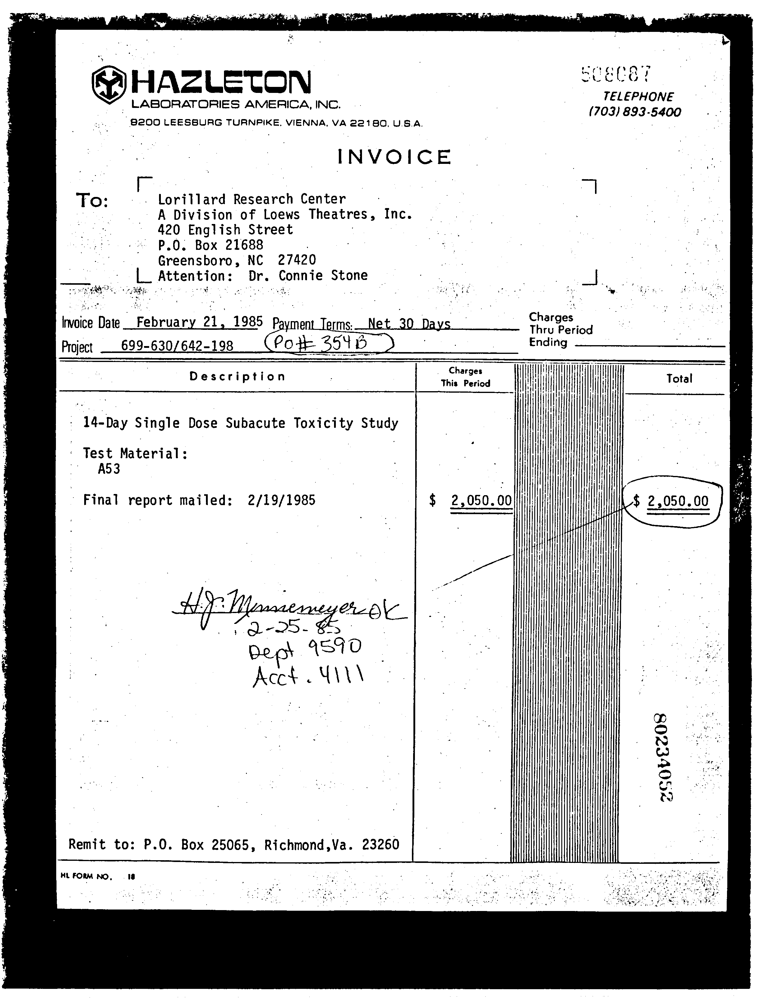 HAZLETON
LABORATORIES AMERICA, INC.
9200 LEESBURG TURNPIKE, VIENNA, VA 22180, U.S.A.
508087
TELEPHONE
(703) 893-5400
INVOICE
To:
Lorillard Research Center
A Division of Loews Theatres, Inc.
420 English Street
P.O. Box 21688
Greensboro, NC 27420
Attention: Dr. Connie Stone
Invoice Date February 21, 1985 Payment Terms: Net 30 Days
Charges
Thru Period
Ending
Project 699-630/642-198 PO# 354B
Description
Charges
This Period
Total
14-Day Single Dose Subacute Toxicity Study
Test Material:
A53
Final report mailed: 2/19/1985 $ 2,050.00 $ 2,050.00
H.J. Minnemeyer OK
2-25-85
Dept 9590
Acct. 4111
80234052
Remit to: P.O. Box 25065, Richmond,Va. 23260
HL FORM NO. 18